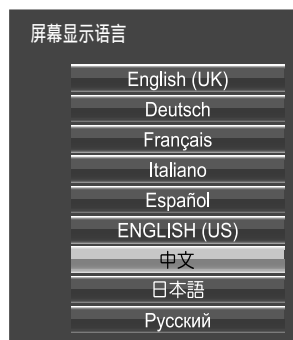 屏幕显示语言
English (UK)
Deutsch
Français
Italiano
Español
ENGLISH (US)
中文
日本語
Русский